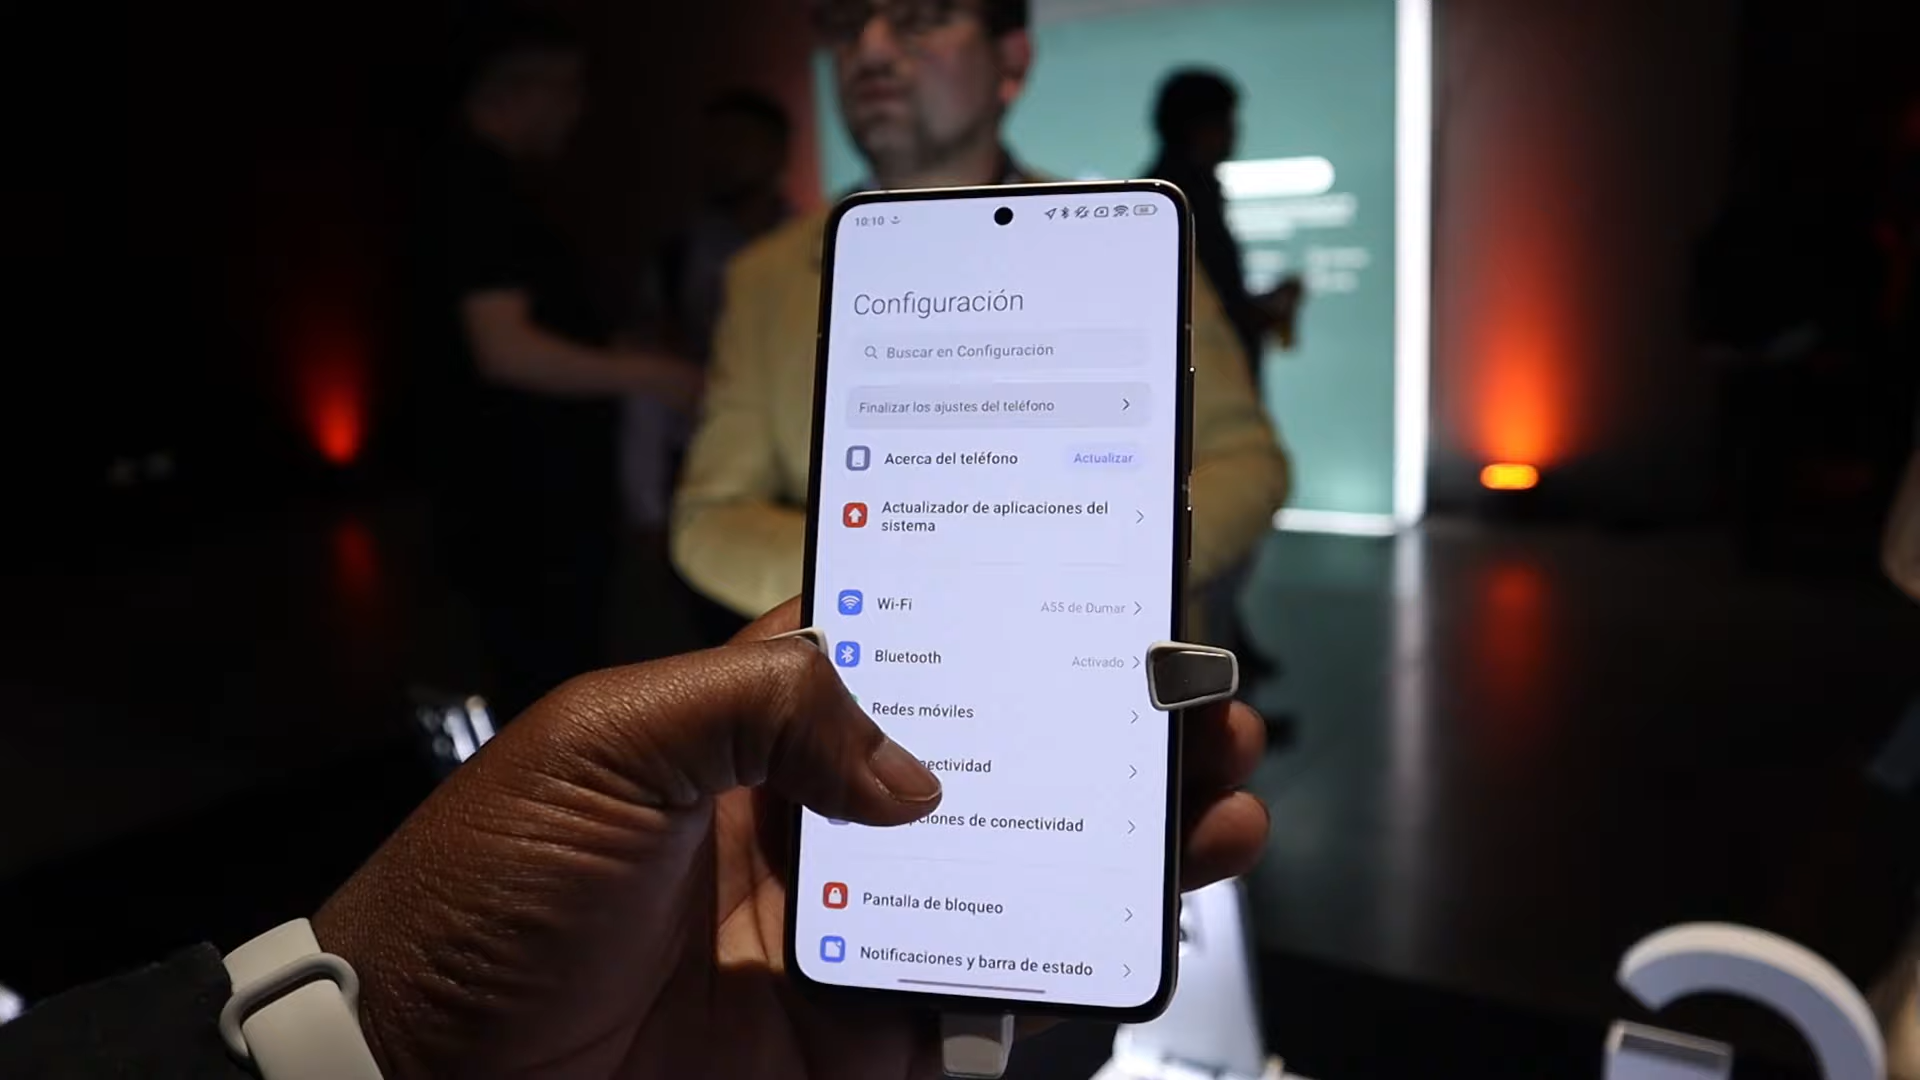 10:10
Configuración
Buscar en Configuración
Finalizar los ajustes del teléfono
Acerca del teléfono Actualizar
Actualizador de aplicaciones del
sistema
Wi-Fi A55 de Dumar
Bluetooth Activado
Redes móviles
ectividad
ciones de conectividad
Pantalla de bloqueo
Notificaciones y barra de estado